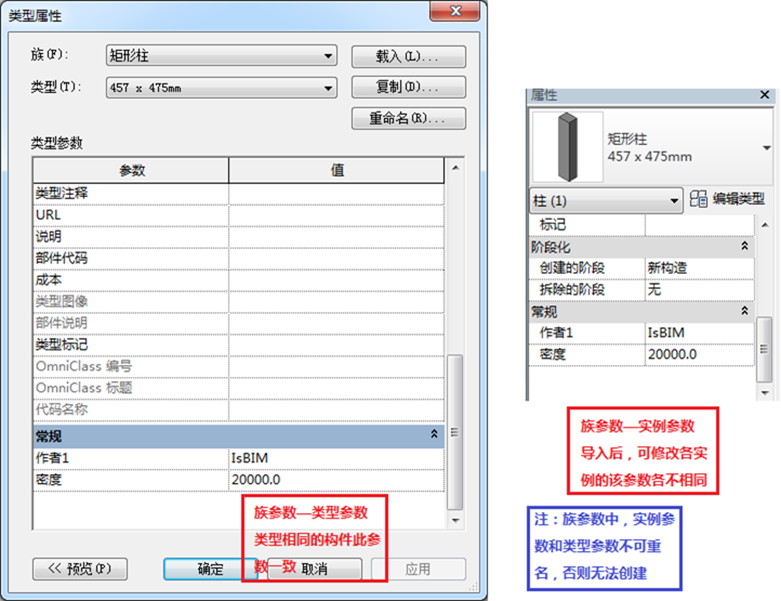 类型属性
族(F):
矩形柱
载入(L)...
类型(T):
457 x 475mm
复制(D)...
重命名(R)...
类型参数
参数
值
类型注释
URL
说明
部件代码
成本
类型图像
部件说明
类型标记
OmniClass 编号
OmniClass 标题
代码名称
常规
作者1
IsBIM
密度
20000.0
族参数—类型参数
类型相同的构件此参
数一致
<< 预览(P)
确定
取消
应用
属性
矩形柱
457 x 475mm
柱 (1)
编辑类型
标记
阶段化
创建的阶段
新构造
拆除的阶段
无
常规
作者1
IsBIM
密度
20000.0
族参数—实例参数
导入后，可修改各实
例的该参数各不相同
注：族参数中，实例参
数和类型参数不可重
名，否则无法创建